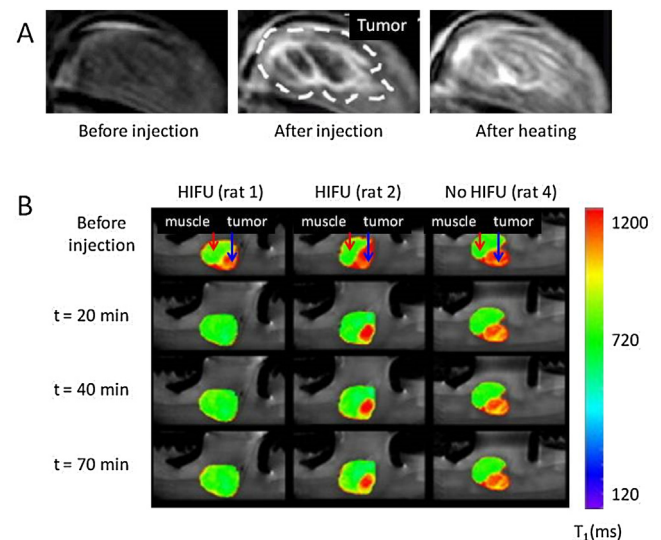 A
Tumor
Before injection
After injection
After heating
B
HIFU (rat 1)
HIFU (rat 2)
No HIFU (rat 4)
Before
injection
muscle tumor
muscle tumor
muscle tumor
t = 20 min
t = 40 min
t = 70 min
1200
720
120
T₁(ms)